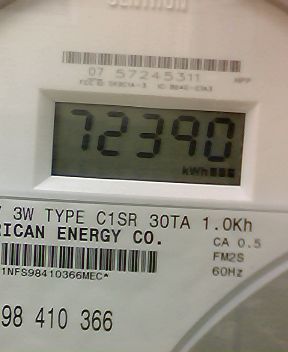 07 57245311
72390
kWh
3W TYPE C1SR 30TA 1.0Kh
RICAN ENERGY CO.
CA 0.5
FM2S
60Hz
1NFS98410366MEC*
98 410 366